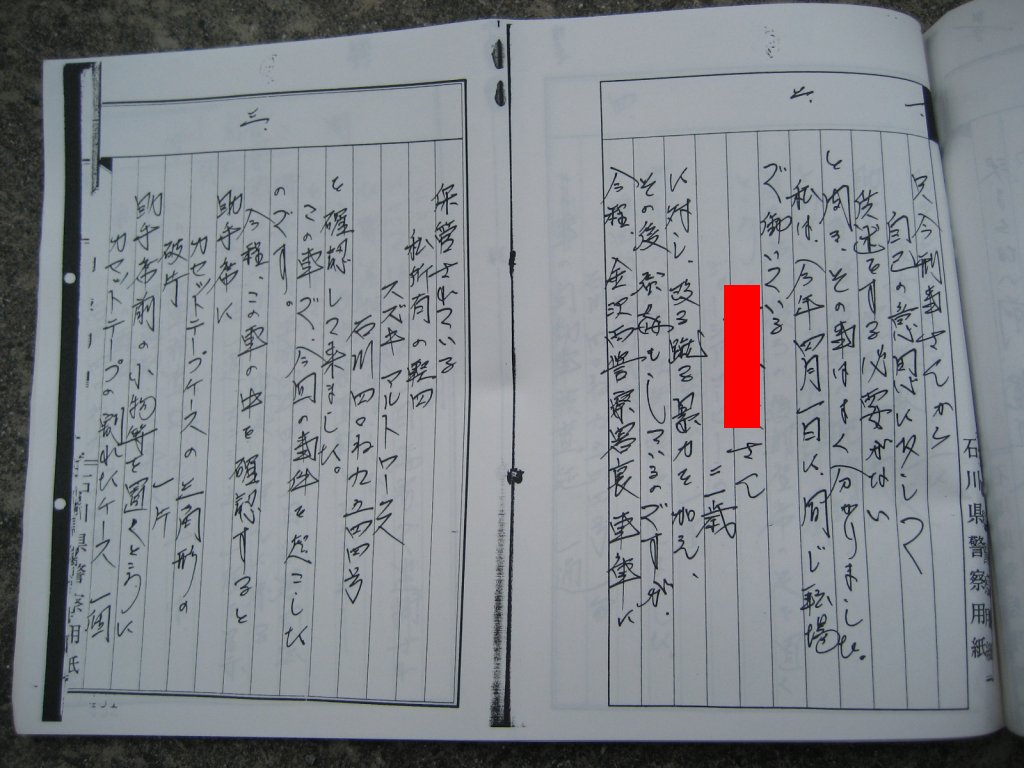 二、
一
只今刑事さんから
自己の意思に反して
供述をする必要がない
と聞き、その事はすぐ分かりました。
私は、今年四月一日に、同じ職場
で働いている
さん
二一歳
に対し、殴る蹴る暴力を加え、
その後
しているのですが、
今程、金沢西警察署長車庫に
石川県警察用紙
三、
保管されている
私所有の軽四
スズキアルトワークス
石川四〇ね九五四四号
を確認して来ました。
この車で、今回の事件を起こした
のです。
今程、この車の中を確認すると
助手席に
カセットテープケースの三角形の
破片 一片
助手席前の小物等を置くところに
カセットテープの割れたケース 一個
石川県警察用紙